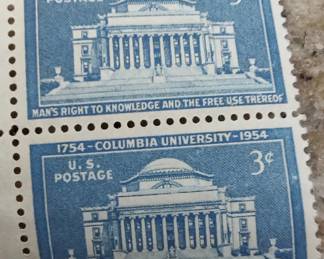 POSTAGE
MAN'S RIGHT TO KNOWLEDGE AND THE FREE USE THEREOF
1754-COLUMBIA UNIVERSITY-1954
U. S. 3¢
POSTAGE